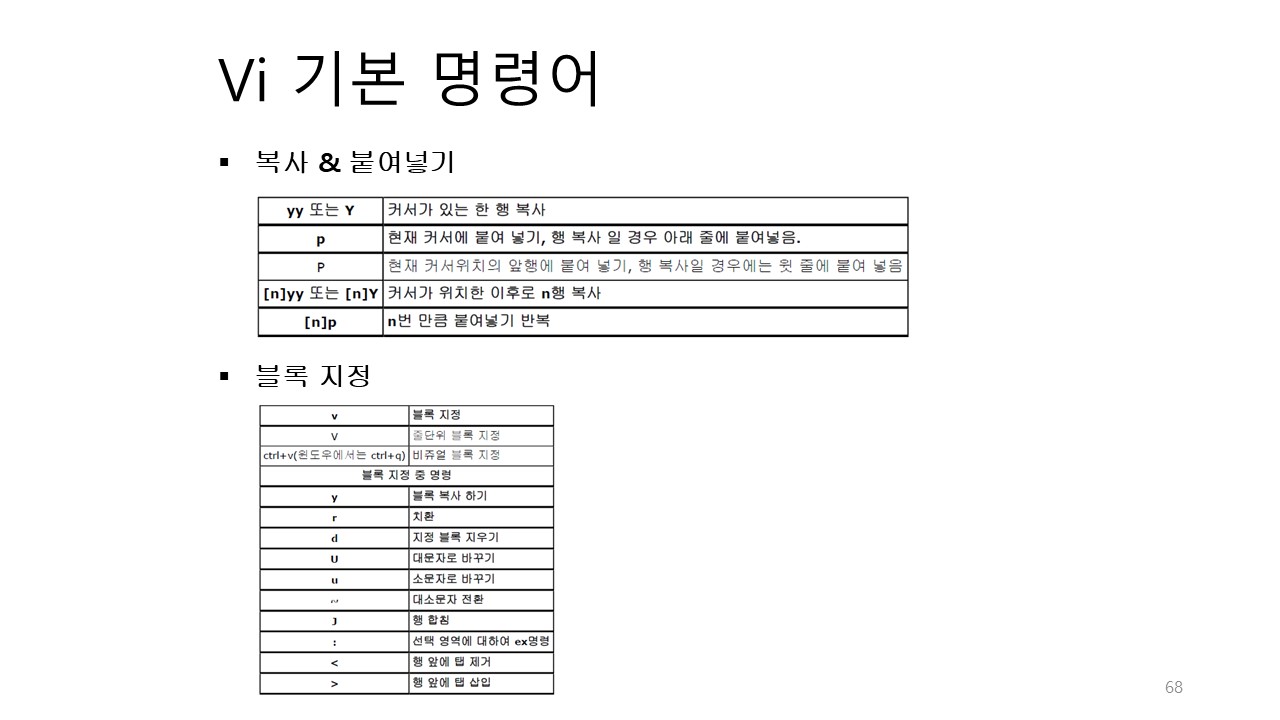 Vi 기본 명령어
▪ 복사 & 붙여넣기
yy 또는 Y 커서가 있는 한 행 복사
p 현재 커서에 붙여 넣기, 행 복사 일 경우 아래 줄에 붙여넣음.
P 현재 커서위치의 앞행에 붙여 넣기, 행 복사일 경우에는 윗 줄에 붙여 넣음
[n]yy 또는 [n]Y 커서가 위치한 이후로 n행 복사
[n]p n번 만큼 붙여넣기 반복
▪ 블록 지정
v 블록 지정
V 줄단위 블록 지정
ctrl+v(윈도우에서는 ctrl+q) 비쥬얼 블록 지정
블록 지정 중 명령
y 블록 복사 하기
r 치환
d 지정 블록 지우기
U 대문자로 바꾸기
u 소문자로 바꾸기
~ 대소문자 전환
J 행 합침
: 선택 영역에 대하여 ex명령
< 행 앞에 탭 제거
> 행 앞에 탭 삽입
68